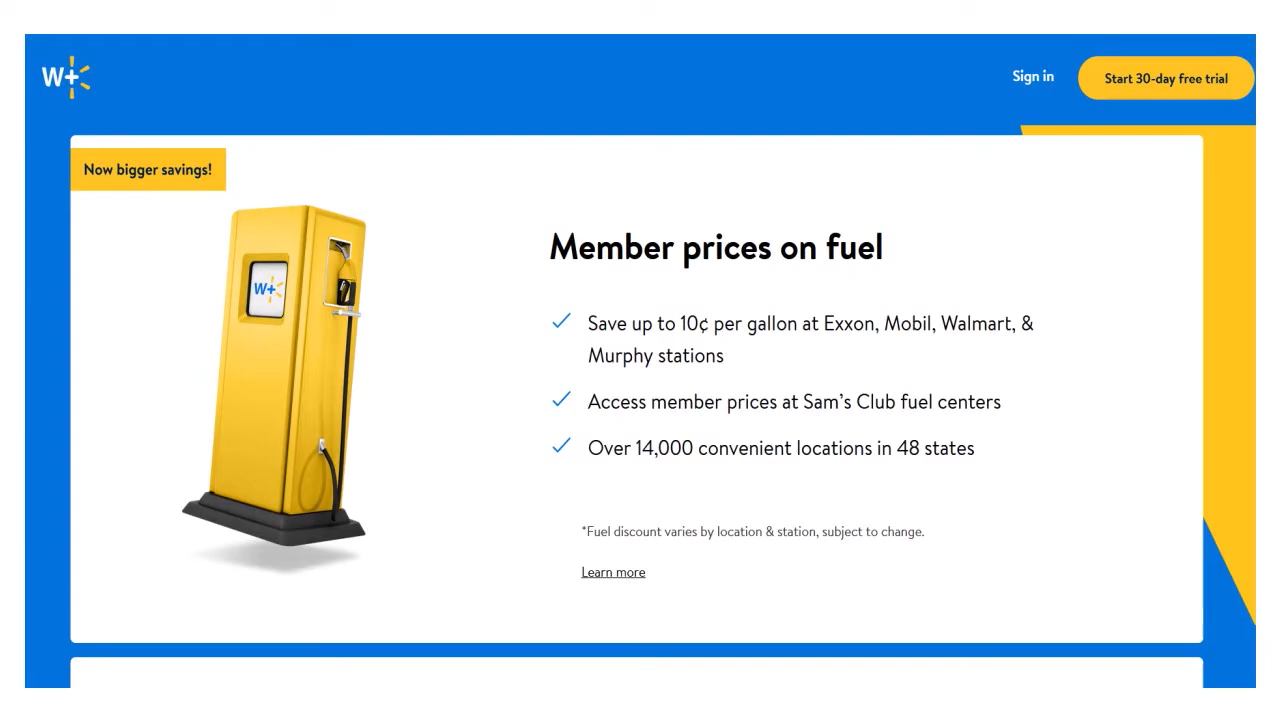 W+
Sign in
Start 30-day free trial
Now bigger savings!
W+
Member prices on fuel
Save up to 10¢ per gallon at Exxon, Mobil, Walmart, &
Murphy stations
Access member prices at Sam's Club fuel centers
Over 14,000 convenient locations in 48 states
*Fuel discount varies by location & station, subject to change.
Learn more